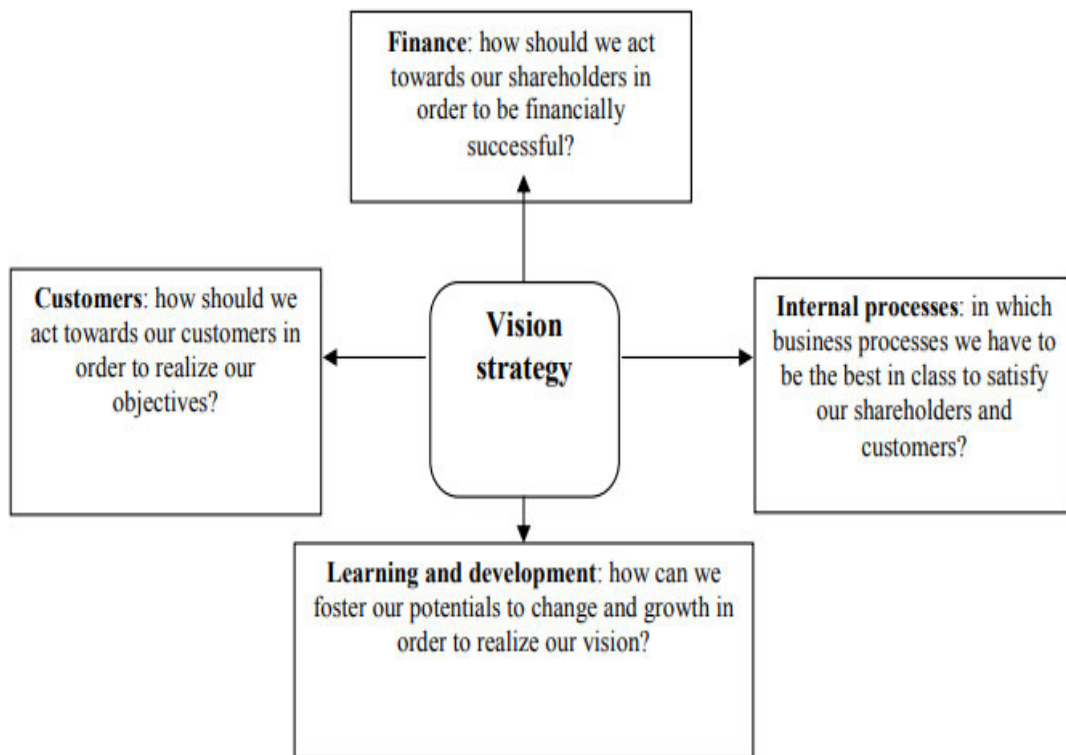 Finance: how should we act
towards our shareholders in
order to be financially
successful?
Customers: how should we
act towards our customers in
order to realize our
objectives?
Vision
strategy
Internal processes: in which
business processes we have to
be the best in class to satisfy
our shareholders and
customers?
Learning and development: how can we
foster our potentials to change and growth in
order to realize our vision?